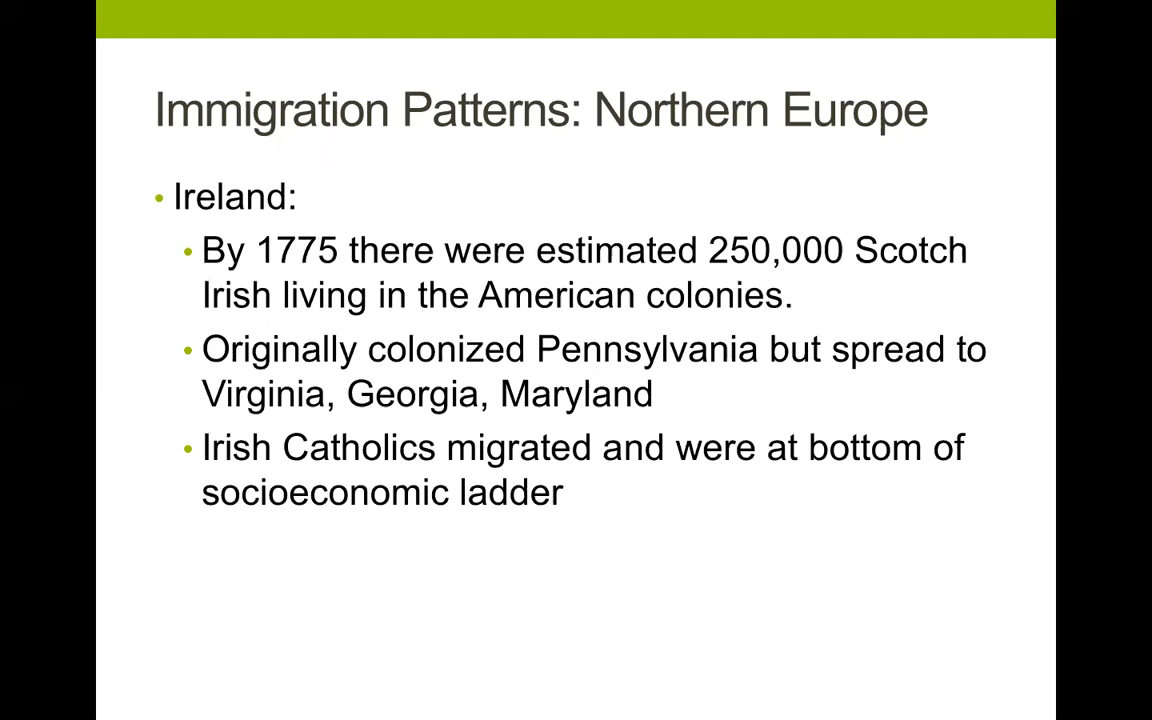 Immigration Patterns: Northern Europe
• Ireland:
• By 1775 there were estimated 250,000 Scotch
Irish living in the American colonies.
• Originally colonized Pennsylvania but spread to
Virginia, Georgia, Maryland
• Irish Catholics migrated and were at bottom of
socioeconomic ladder